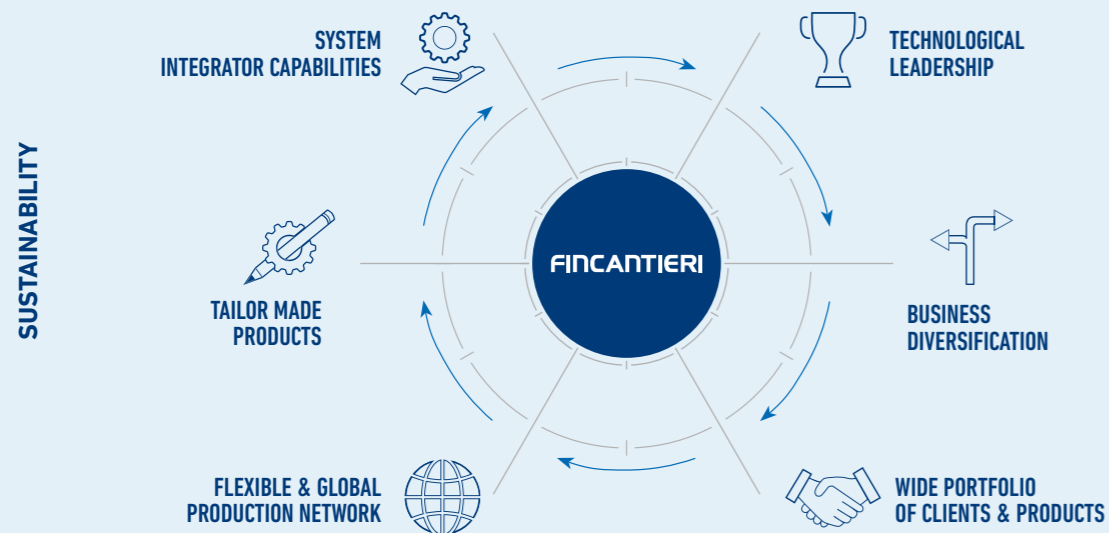 SUSTAINABILITY
SYSTEM
INTEGRATOR CAPABILITIES
TECHNOLOGICAL
LEADERSHIP
FINCANTIERI
TAILOR MADE
PRODUCTS
BUSINESS
DIVERSIFICATION
FLEXIBLE & GLOBAL
PRODUCTION NETWORK
WIDE PORTFOLIO
OF CLIENTS & PRODUCTS